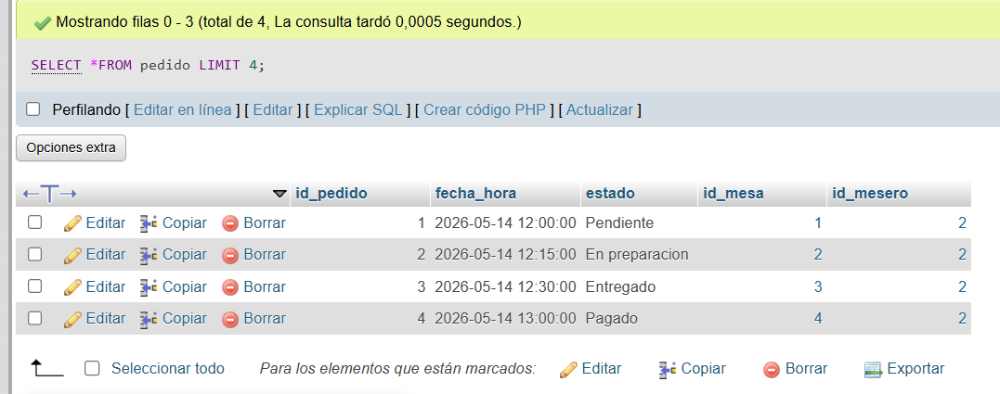 Mostrando filas 0 - 3 (total de 4, La consulta tardó 0,0005 segundos.)
SELECT *FROM pedido LIMIT 4;
Perfilando [ Editar en línea ] [ Editar ] [ Explicar SQL ] [ Crear código PHP ] [ Actualizar ]
Opciones extra
id_pedido fecha_hora estado id_mesa id_mesero
Editar Copiar Borrar 1 2026-05-14 12:00:00 Pendiente 1 2
Editar Copiar Borrar 2 2026-05-14 12:15:00 En preparacion 2 2
Editar Copiar Borrar 3 2026-05-14 12:30:00 Entregado 3 2
Editar Copiar Borrar 4 2026-05-14 13:00:00 Pagado 4 2
Seleccionar todo Para los elementos que están marcados: Editar Copiar Borrar Exportar